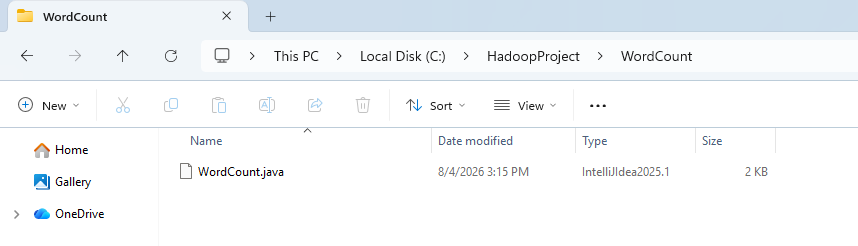 WordCount
This PC Local Disk (C:) HadoopProject WordCount
New Sort View
Name Date modified Type Size
Home
WordCount.java 8/4/2026 3:15 PM IntelliJIdea2025.1 2 KB
Gallery
OneDrive